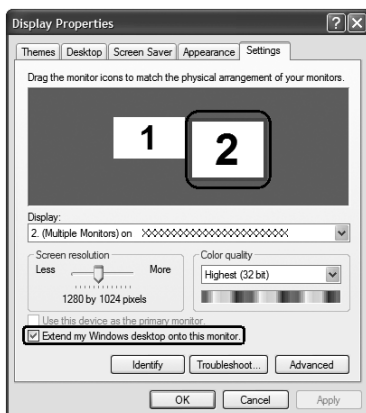 Display Properties
Themes Desktop Screen Saver Appearance Settings
Drag the monitor icons to match the physical arrangement of your monitors.
1 2
Display:
2. (Multiple Monitors) on XXXXXXXXXXXXXXXXXXXXXXXX
Screen resolution
Less More
1280 by 1024 pixels
Color quality
Highest (32 bit)
Use this device as the primary monitor.
Extend my Windows desktop onto this monitor.
Identify Troubleshoot... Advanced
OK Cancel Apply